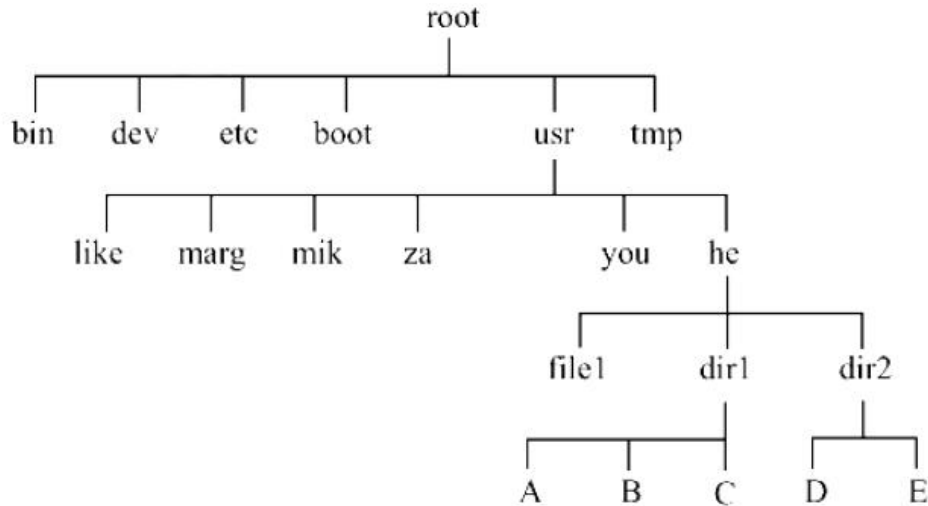 root
bin dev etc boot usr tmp
like marg mik za you he
file1 dir1 dir2
A B C D E